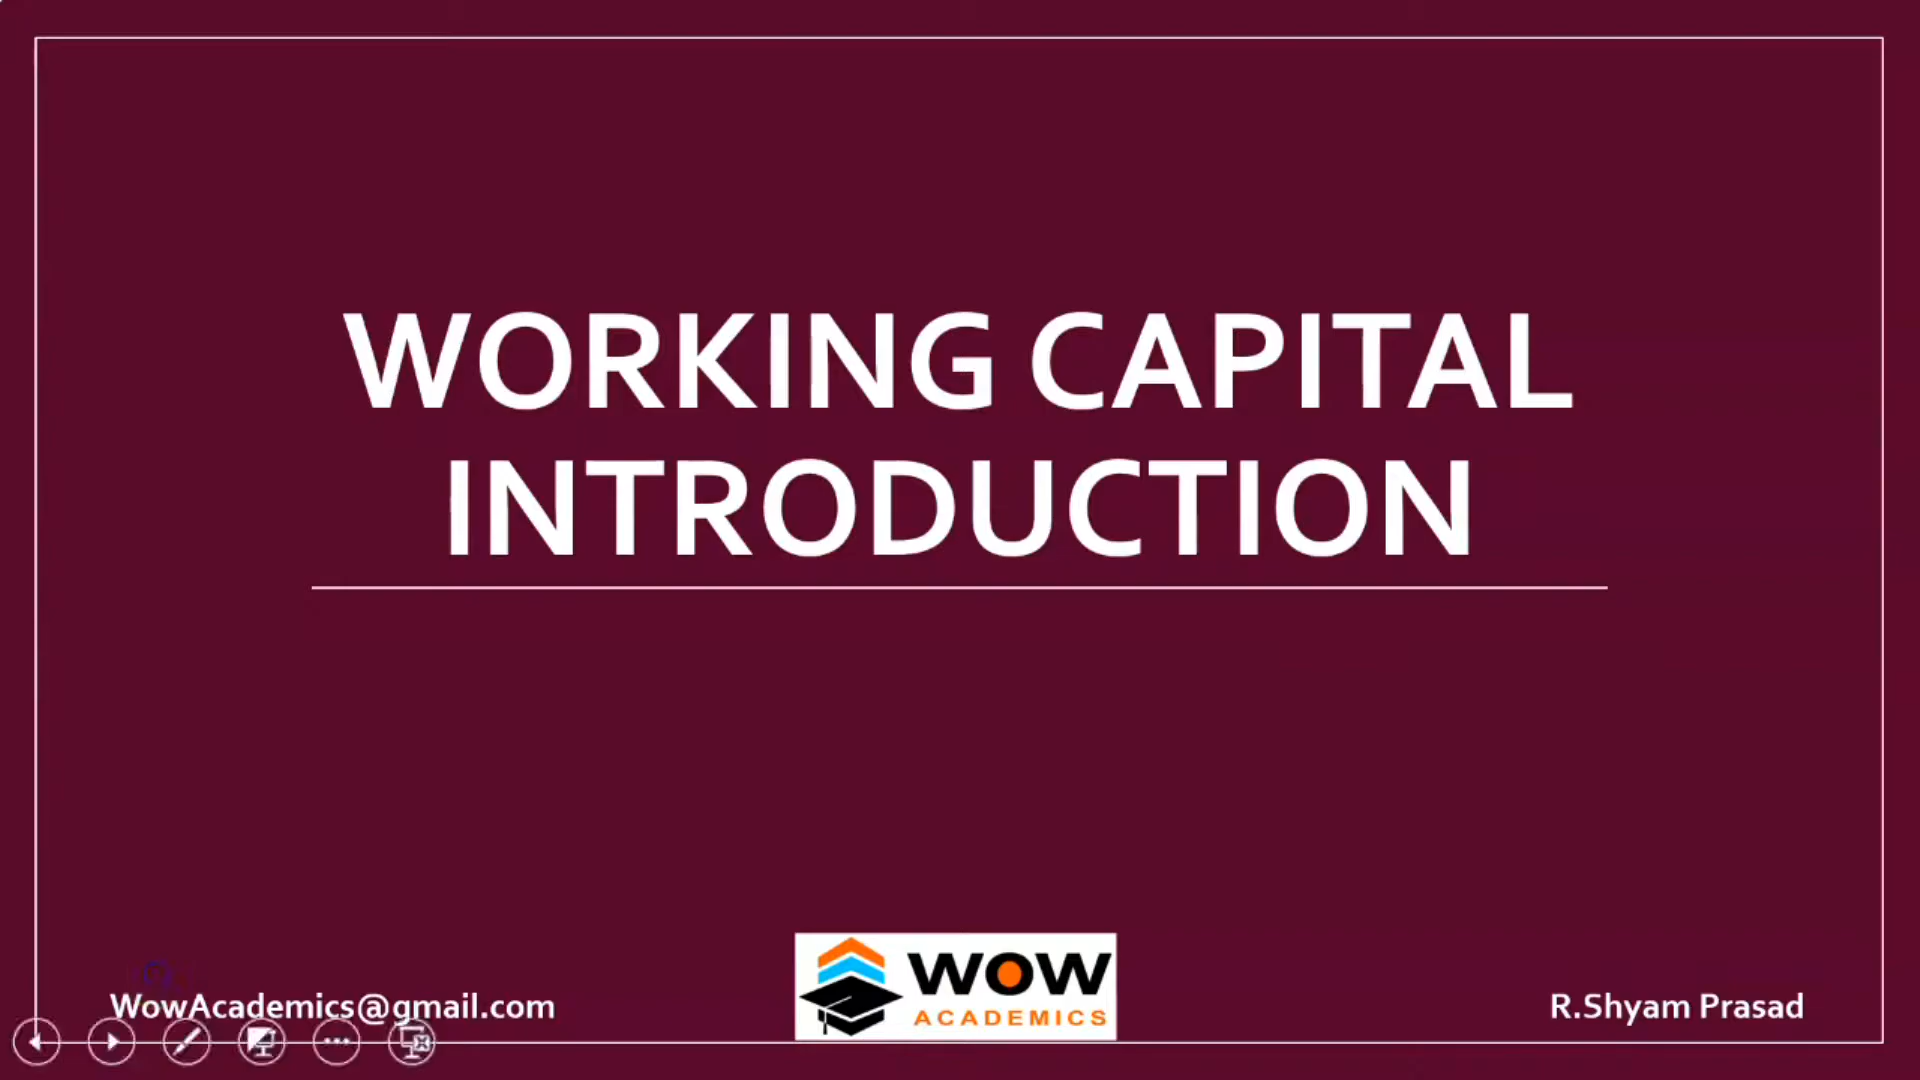 WORKING CAPITAL
INTRODUCTION
WowAcademics@gmail.com
WOW
ACADEMICS
R.Shyam Prasad